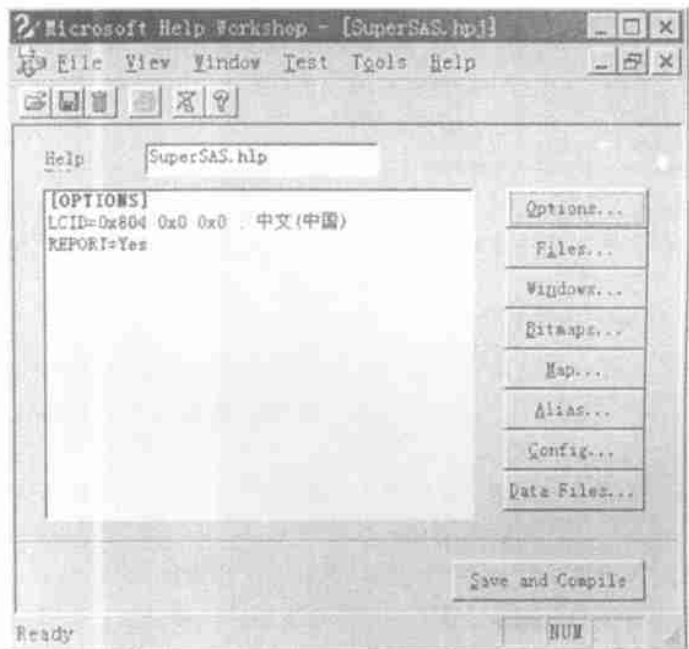 Microsoft Help Workshop - [SuperSAS.hpj]
File View Window Test Tools Help
Help SuperSAS.hlp
[OPTIONS]
LCID=0x804 0x0 0x0 ; 中文(中国)
REPORT=Yes
Options...
Files...
Windows...
Bitmaps...
Map...
Alias...
Config...
Data Files...
Save and Compile
Ready NUM